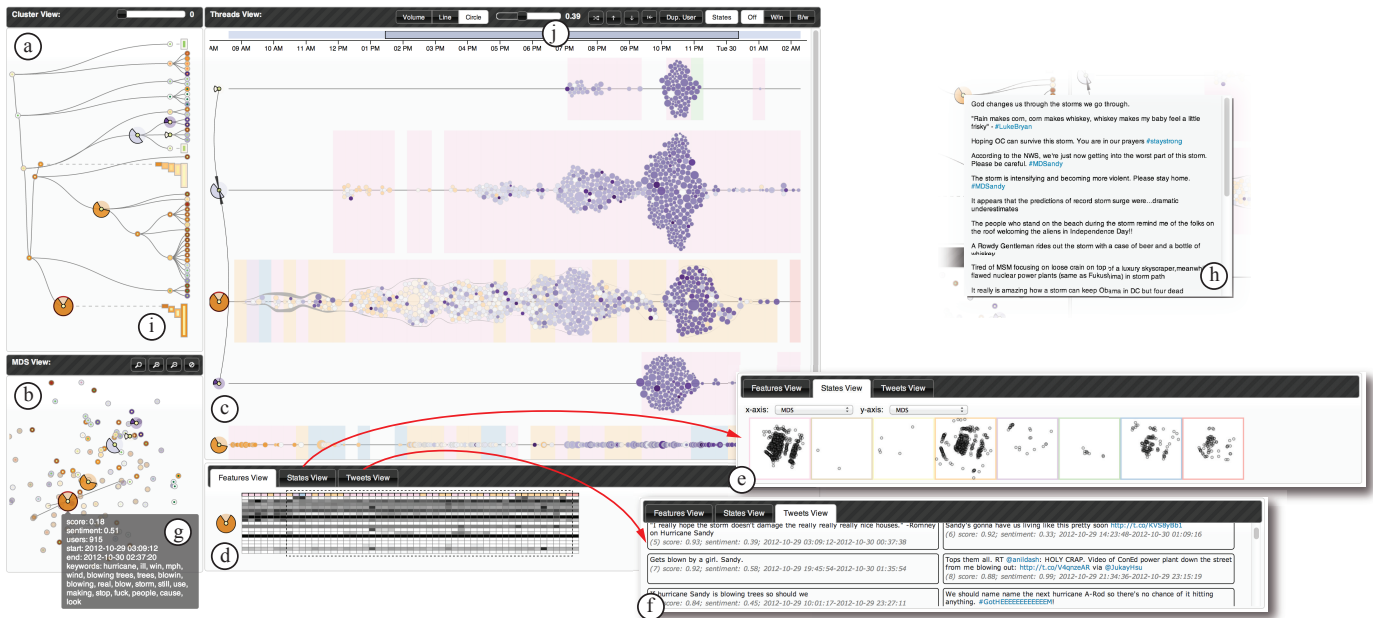 Cluster View:
0
Threads View:
Volume
Line
Circle
0.39
Dup. User
States
Off
W/in
B/w
a
j
AM
09 AM
10 AM
11 AM
12 PM
01 PM
02 PM
03 PM
04 PM
05 PM
06 PM
07 PM
08 PM
09 PM
10 PM
11 PM
Tue 30
01 AM
02 AM
i
MDS View:
b
c
score: 0.18
sentiment: 0.51
users: 915
start: 2012-10-29 03:09:12
end: 2012-10-30 02:37:20
keywords: hurricane, ill, win, mph,
wind, blowing trees, trees, blowin,
blowing, real, blow, storm, still, use,
making, stop, fuck, people, cause,
look
g
Features View
States View
Tweets View
d
God changes us through the storms we go through.
"Rain makes corn, corn makes whiskey, whiskey makes my baby feel a little
frisky" - #LukeBryan
Hoping OC can survive this storm. You are in our prayers #staystrong
According to the NWS, we're just now getting into the worst part of this storm.
Please be careful. #MDSandy
The storm is intensifying and becoming more violent. Please stay home.
#MDSandy
It appears that the predictions of record storm surge were...dramatic
underestimates
The people who stand on the beach during the storm remind me of the folks on
the roof welcoming the aliens in Independence Day!!
A Rowdy Gentleman rides out the storm with a case of beer and a bottle of
whiskey
Tired of MSM focusing on loose crain on top of a luxury skyscraper,meanwh
flawed nuclear power plants (same as Fukushima) in storm path
It really is amazing how a storm can keep Obama in DC but four dead
h
Features View
States View
Tweets View
x-axis:
MDS
y-axis:
MDS
e
Features View
States View
Tweets View
"I really hope the storm doesn't damage the really really really nice houses." -Romney
on Hurricane Sandy
(5) score: 0.93; sentiment: 0.39; 2012-10-29 03:09:12-2012-10-30 00:37:38
Sandy's gonna have us living like this pretty soon http://t.co/KVS8yBb1
(6) score: 0.92; sentiment: 0.33; 2012-10-29 14:23:48-2012-10-30 01:09:16
Gets blown by a girl. Sandy.
(7) score: 0.92; sentiment: 0.58; 2012-10-29 19:45:54-2012-10-30 01:35:54
Tops them all. RT @anildash: HOLY CRAP. Video of ConEd power plant down the street
from me blowing out: http://t.co/V4qnzeAR via @JukayHsu
(8) score: 0.88; sentiment: 0.99; 2012-10-29 21:34:36-2012-10-29 23:15:19
If hurricane Sandy is blowing trees so should we
score: 0.84; sentiment: 0.45; 2012-10-29 10:01:17-2012-10-29 23:27:11
We should name name the next hurricane A-Rod so there's no chance of it hitting
anything. #GotHEEEEEEEEEEEEMI
f